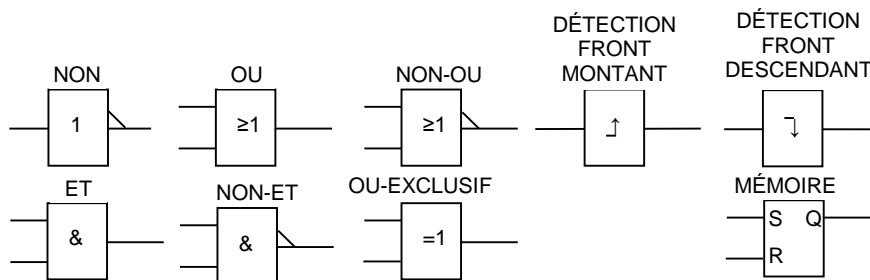 NON
OU
NON-OU
DÉTECTION
FRONT
MONTANT
DÉTECTION
FRONT
DESCENDANT
1
≥1
≥1
ET
NON-ET
OU-EXCLUSIF
MÉMOIRE
&
&
=1
S Q
R